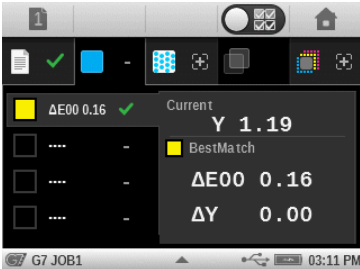 1
ΔE00 0.16
----
----
----
Current
Y 1.19
BestMatch
ΔE00 0.16
ΔY 0.00
G7 G7 JOB1
03:11 PM